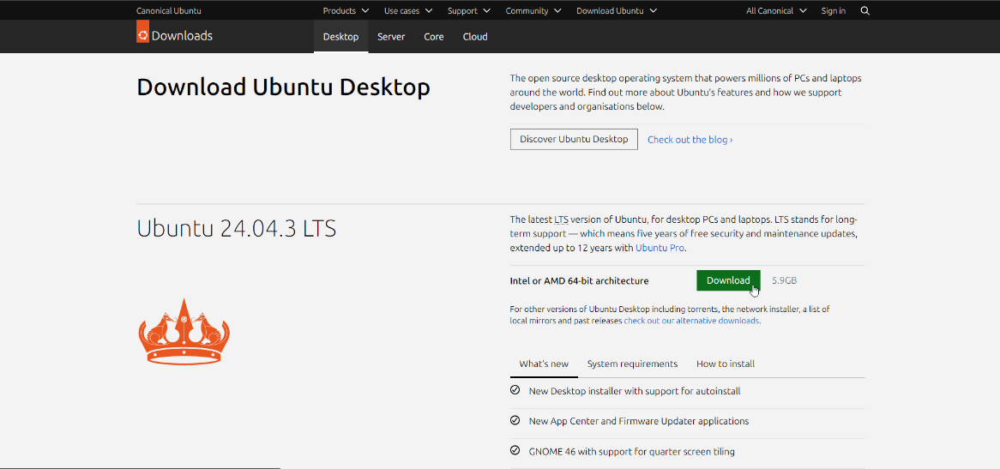 Canonical Ubuntu Products Use cases Support Community Download Ubuntu All Canonical Sign in
Downloads Desktop Server Core Cloud
Download Ubuntu Desktop
The open source desktop operating system that powers millions of PCs and laptops
around the world. Find out more about Ubuntu's features and how we support
developers and organisations below.
Discover Ubuntu Desktop Check out the blog ›
Ubuntu 24.04.3 LTS
The latest LTS version of Ubuntu, for desktop PCs and laptops. LTS stands for long-
term support — which means five years of free security and maintenance updates,
extended up to 12 years with Ubuntu Pro.
Intel or AMD 64-bit architecture Download 5.9GB
For other versions of Ubuntu Desktop including torrents, the network installer, a list of
local mirrors and past releases check out our alternative downloads.
What's new System requirements How to install
New Desktop installer with support for autoinstall
New App Center and Firmware Updater applications
GNOME 46 with support for quarter screen tiling